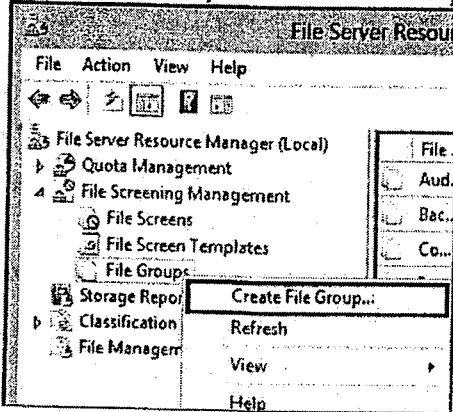 File Server Resour
File Action View Help
File Server Resource Manager (Local)
Quota Management
File Screening Management
File Screens
File Screen Templates
File Groups
Storage Repor
Classification
File Managem
File
Aud..
Bac..
Co...
Create File Group...
Refresh
View
Help